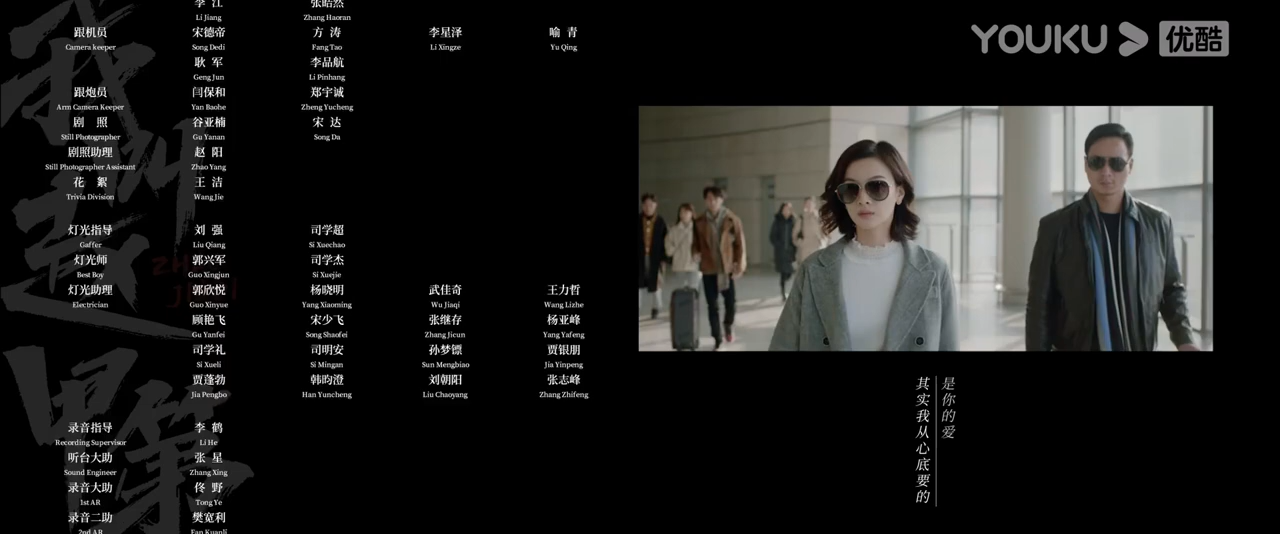 李 江 张皓然
Li Jiang Zhang Haoran
跟机员 宋德帝 方 涛 李星泽 喻 青
Camera keeper Song Dedi Fang Tao Li Xingze Yu Qing
耿 军 李品航
Geng Jun Li Pinhang
跟炮员 闫保和 郑宇诚
Arm Camera Keeper Yan Baohe Zheng Yucheng
剧 照 谷亚楠 宋 达
Still Photographer Gu Yanan Song Da
剧照助理 赵 阳
Still Photographer Assistant Zhao Yang
花 絮 王 洁
Trivia Division Wang Jie
灯光指导 刘 强 司学超
Gaffer Liu Qiang Si Xuechao
灯光师 郭兴军 司学杰
Best Boy Guo Xingjun Si Xuejie
灯光助理 郭欣悦 杨晓明 武佳奇 王力哲
Electrician Guo Xinyue Yang Xiaoming Wu Jiaqi Wang Lizhe
顾艳飞 宋少飞 张继存 杨亚峰
Gu Yanfei Song Shaofei Zhang Jicun Yang Yafeng
司学礼 司明安 孙梦镖 贾银朋
Si Xueli Si Mingan Sun Mengbiao Jia Yinpeng
贾蓬勃 韩昀澄 刘朝阳 张志峰
Jia Pengbo Han Yuncheng Liu Chaoyang Zhang Zhifeng
录音指导 李 鹤
Recording Supervisor Li He
听台大助 张 星
Sound Engineer Zhang Xing
录音大助 佟 野
1st AR Tong Ye
录音二助 樊宽利
2nd AR Fan Kuanli
我叫赵甲第
YOUKU 优酷
是你的爱
其实我从心底要的